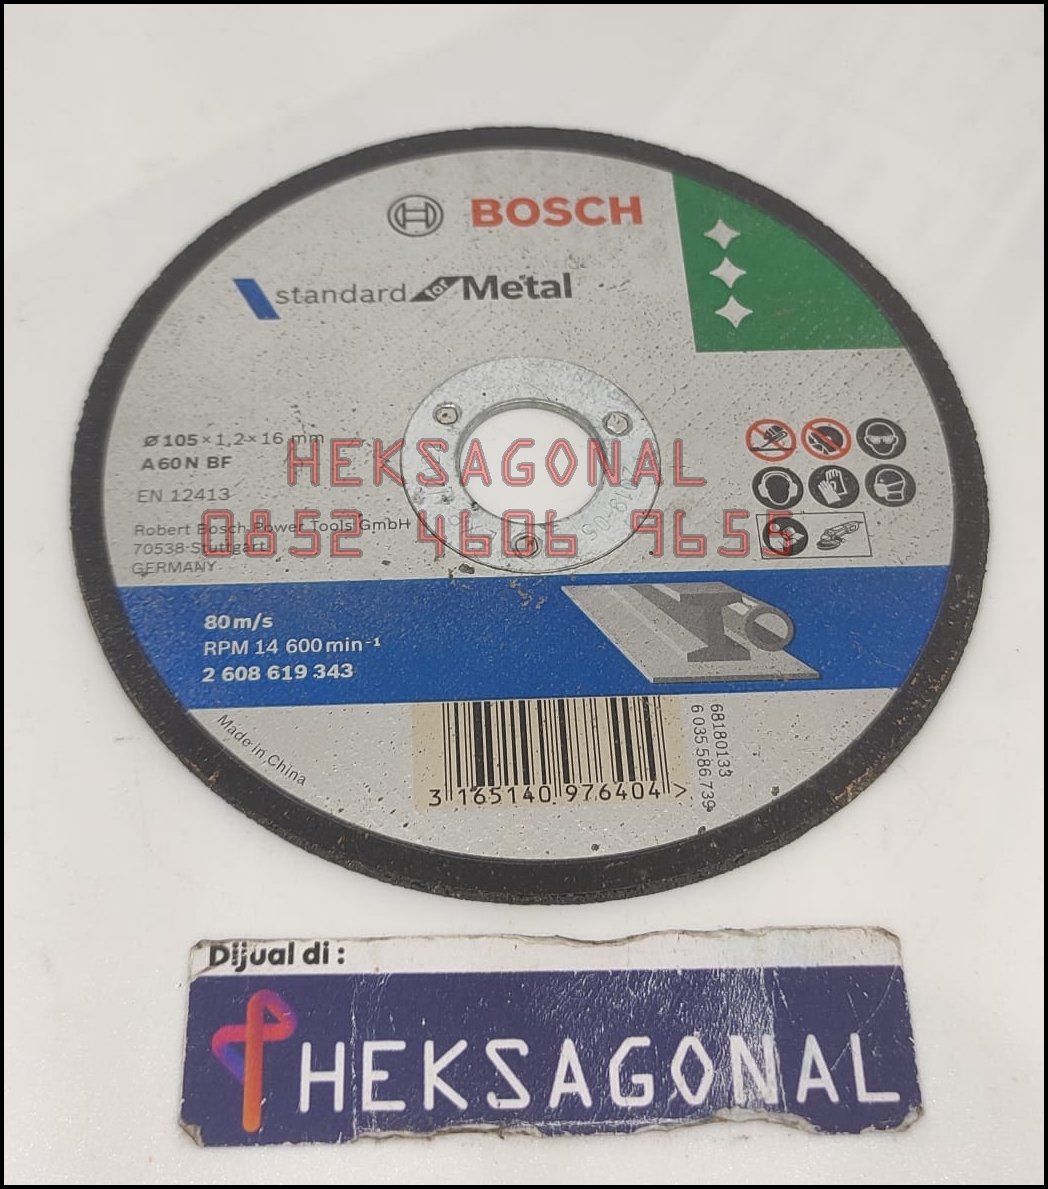 BOSCH
standard for Metal
Ø 105 × 1,2 × 16 mm
A 60 N BF
EN 12413
Robert Bosch Power Tools GmbH
70538 Stuttgart
GERMANY
HEKSAGONAL
0852 4606 9655
80 m/s
RPM 14 600 min⁻¹
2 608 619 343
Made in China
3 165140 976404 >
68180133
6 035 586 739
Dijual di :
HEKSAGONAL